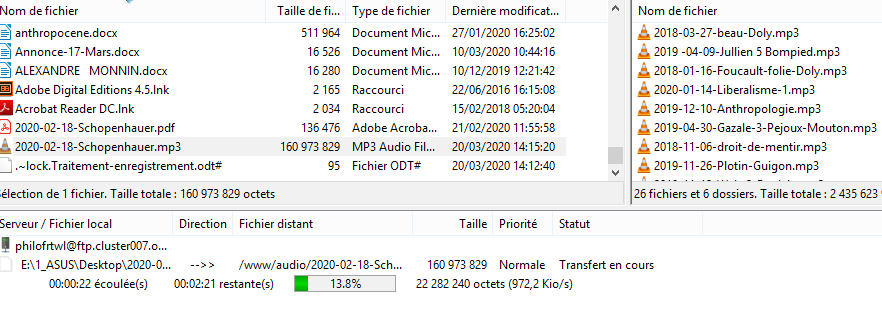 Nom de fichier Taille de fi... Type de fichier Dernière modificat...
anthropocene.docx 511 964 Document Mic... 27/01/2020 16:25:02
Annonce-17-Mars.docx 16 526 Document Mic... 10/03/2020 10:44:16
ALEXANDRE MONNIN.docx 16 280 Document Mic... 10/12/2019 12:21:42
Adobe Digital Editions 4.5.lnk 2 165 Raccourci 22/06/2016 16:15:08
Acrobat Reader DC.lnk 2 034 Raccourci 15/02/2018 05:20:04
2020-02-18-Schopenhauer.pdf 136 476 Adobe Acroba... 21/02/2020 11:55:58
2020-02-18-Schopenhauer.mp3 160 973 829 MP3 Audio Fil... 20/03/2020 14:15:20
.~lock.Traitement-enregistrement.odt# 95 Fichier ODT# 20/03/2020 14:12:40
Sélection de 1 fichier. Taille totale : 160 973 829 octets
Nom de fichier
2018-03-27-beau-Doly.mp3
2019 -04-09-Jullien 5 Bompied.mp3
2018-01-16-Foucault-folie-Doly.mp3
2020-01-14-Liberalisme-1.mp3
2019-12-10-Anthropologie.mp3
2019-04-30-Gazale-3-Pejoux-Mouton.mp3
2018-11-06-droit-de-mentir.mp3
2019-11-26-Plotin-Guigon.mp3
26 fichiers et 6 dossiers. Taille totale : 2 435 623
Serveur / Fichier local Direction Fichier distant Taille Priorité Statut
philofrtwl@ftp.cluster007.o...
E:\1_ASUS\Desktop\2020-0... -->> /www/audio/2020-02-18-Sch... 160 973 829 Normale Transfert en cours
00:00:22 écoulée(s) 00:02:21 restante(s) 13.8% 22 282 240 octets (972,2 Kio/s)